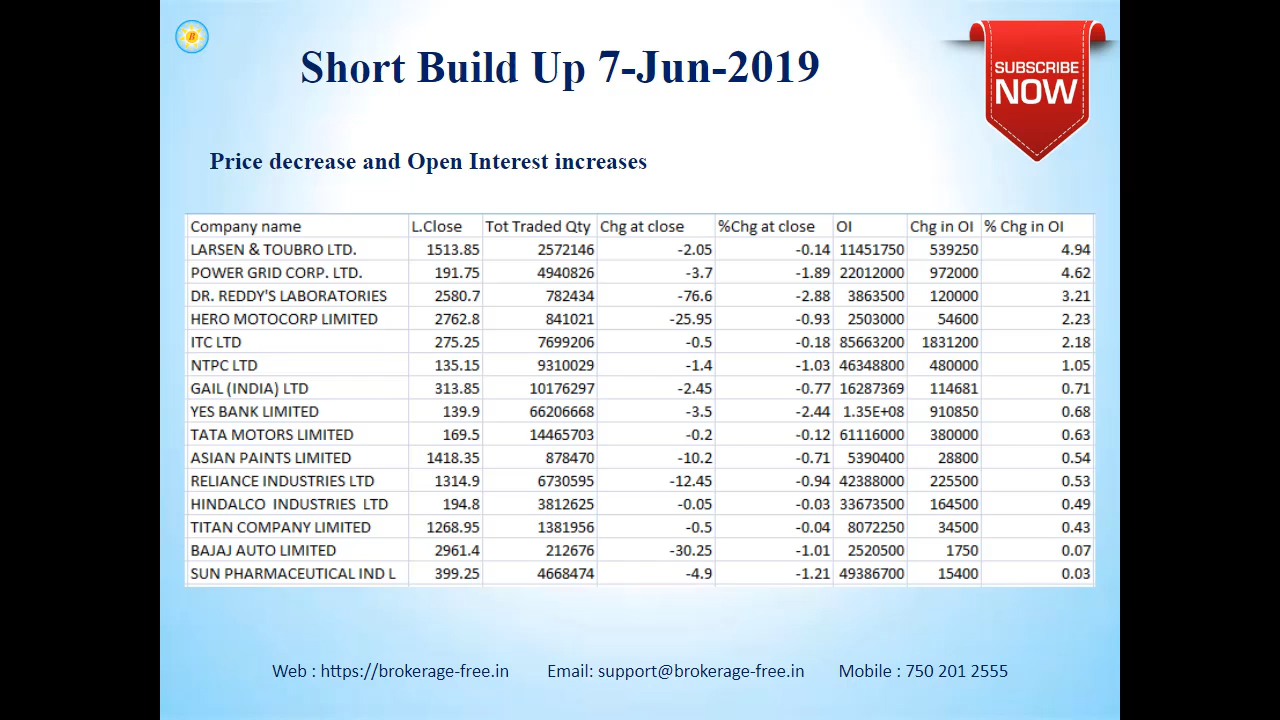 B
Short Build Up 7-Jun-2019
SUBSCRIBE
NOW
Price decrease and Open Interest increases
Company name L.Close Tot Traded Qty Chg at close %Chg at close OI Chg in OI % Chg in OI
LARSEN & TOUBRO LTD. 1513.85 2572146 -2.05 -0.14 11451750 539250 4.94
POWER GRID CORP. LTD. 191.75 4940826 -3.7 -1.89 22012000 972000 4.62
DR. REDDY'S LABORATORIES 2580.7 782434 -76.6 -2.88 3863500 120000 3.21
HERO MOTOCORP LIMITED 2762.8 841021 -25.95 -0.93 2503000 54600 2.23
ITC LTD 275.25 7699206 -0.5 -0.18 85663200 1831200 2.18
NTPC LTD 135.15 9310029 -1.4 -1.03 46348800 480000 1.05
GAIL (INDIA) LTD 313.85 10176297 -2.45 -0.77 16287369 114681 0.71
YES BANK LIMITED 139.9 66206668 -3.5 -2.44 1.35E+08 910850 0.68
TATA MOTORS LIMITED 169.5 14465703 -0.2 -0.12 61116000 380000 0.63
ASIAN PAINTS LIMITED 1418.35 878470 -10.2 -0.71 5390400 28800 0.54
RELIANCE INDUSTRIES LTD 1314.9 6730595 -12.45 -0.94 42388000 225500 0.53
HINDALCO  INDUSTRIES  LTD 194.8 3812625 -0.05 -0.03 33673500 164500 0.49
TITAN COMPANY LIMITED 1268.95 1381956 -0.5 -0.04 8072250 34500 0.43
BAJAJ AUTO LIMITED 2961.4 212676 -30.25 -1.01 2520500 1750 0.07
SUN PHARMACEUTICAL IND L 399.25 4668474 -4.9 -1.21 49386700 15400 0.03
Web : https://brokerage-free.in Email: support@brokerage-free.in Mobile : 750 201 2555